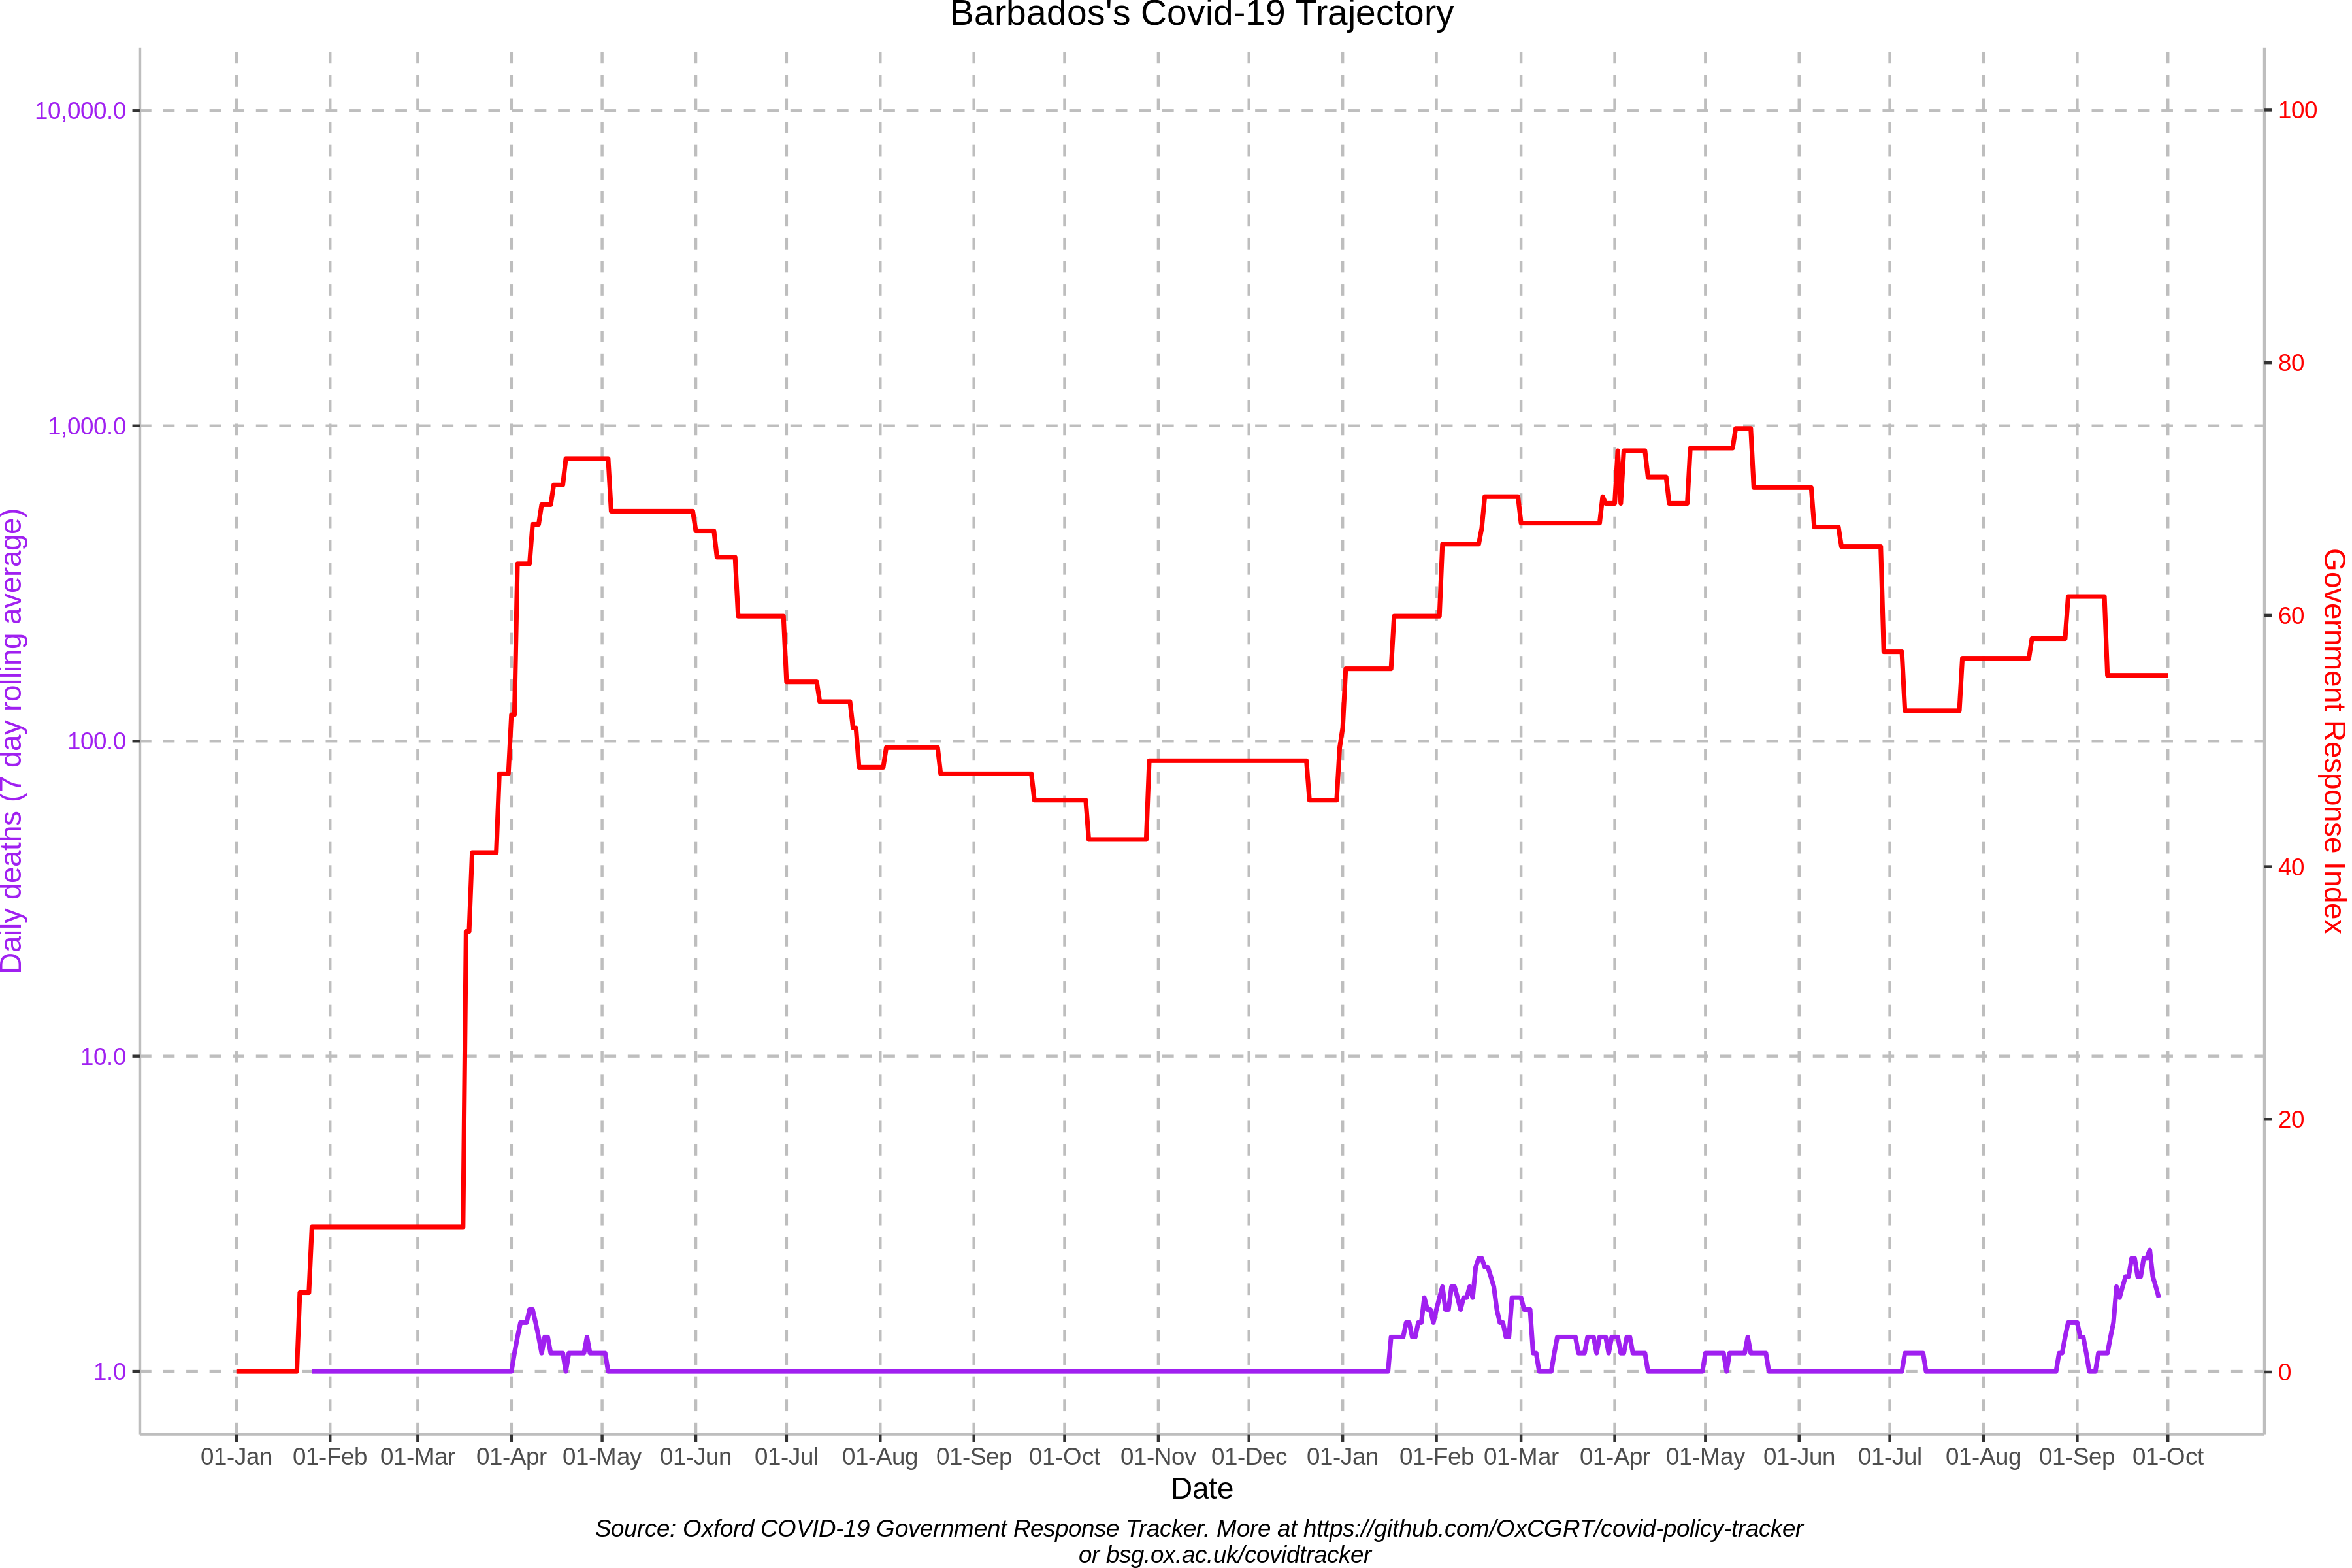 Barbados's Covid-19 Trajectory
10,000.0
1,000.0
100.0
10.0
1.0
Daily deaths (7 day rolling average)
100
80
60
40
20
0
Government Response Index
01-Jan 01-Feb 01-Mar 01-Apr 01-May 01-Jun 01-Jul 01-Aug 01-Sep 01-Oct 01-Nov 01-Dec 01-Jan 01-Feb 01-Mar 01-Apr 01-May 01-Jun 01-Jul 01-Aug 01-Sep 01-Oct
Date
Source: Oxford COVID-19 Government Response Tracker. More at https://github.com/OxCGRT/covid-policy-tracker
or bsg.ox.ac.uk/covidtracker